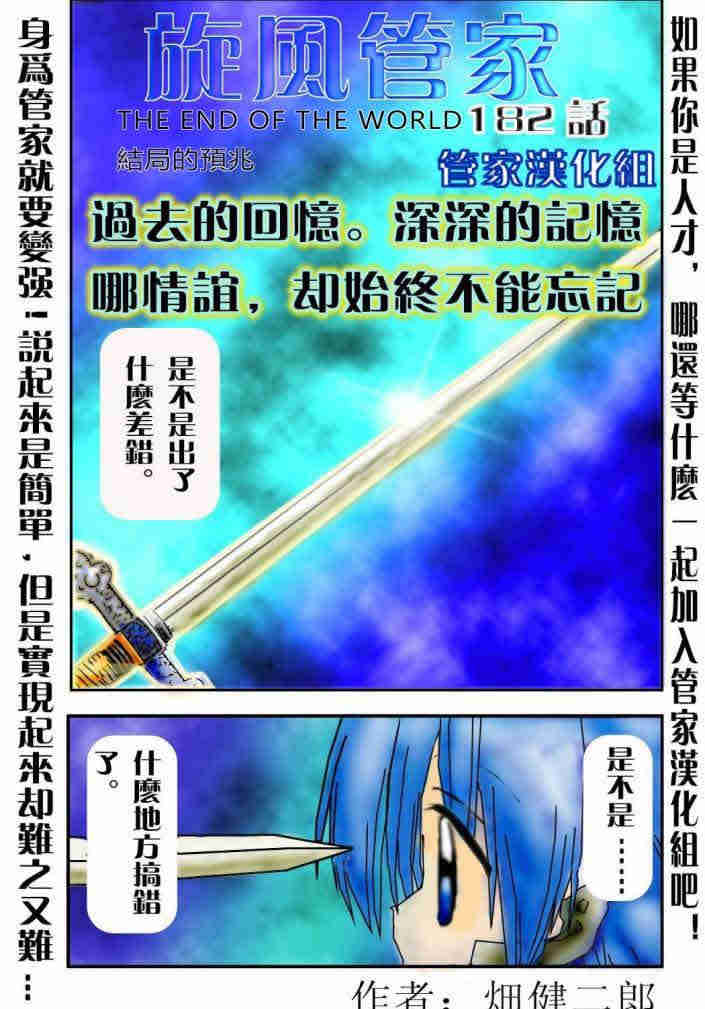 旋風管家
THE END OF THE WORLD 182話
結局的預兆
管家漢化組
過去的回憶。深深的記憶
哪情誼，却始終不能忘記
如果你是人才，哪還等什麼一起加入管家漢化組吧！
是不是出了
什麼差錯。
是不是……
什麼地方搞錯
了。
身爲管家就要變强！説起來是簡單，但是實現起來却難之又難…
作者：畑健二郎